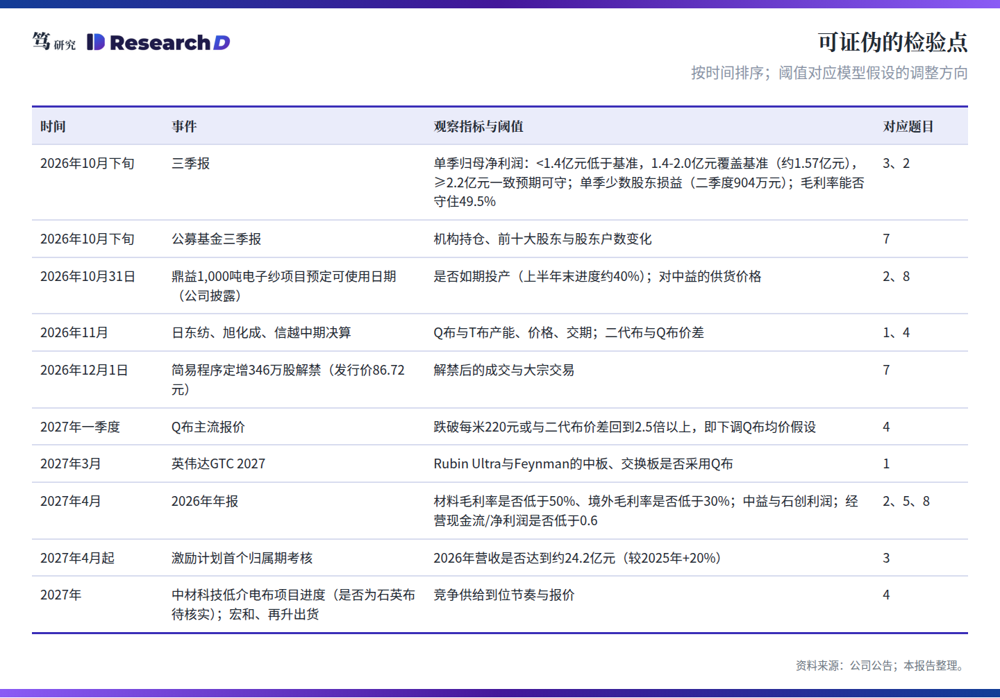 笃研究 ResearchD
可证伪的检验点
按时间排序；阈值对应模型假设的调整方向
时间 事件 观察指标与阈值 对应题目
2026年10月下旬 三季报 单季归母净利润：<1.4亿元低于基准，1.4-2.0亿元覆盖基准（约1.57亿元）， 3、2
≥2.2亿元一致预期可守；单季少数股东损益（二季度904万元）；毛利率能否
守住49.5%
2026年10月下旬 公募基金三季报 机构持仓、前十大股东与股东户数变化 7
2026年10月31日 鼎益1,000吨电子纱项目预定可使用日期 是否如期投产（上半年末进度约40%）；对中益的供货价格 2、8
（公司披露）
2026年11月 日东纺、旭化成、信越中期决算 Q布与T布产能、价格、交期；二代布与Q布价差 1、4
2026年12月1日 简易程序定增346万股解禁（发行价86.72 解禁后的成交与大宗交易 7
元）
2027年一季度 Q布主流报价 跌破每米220元或与二代布价差回到2.5倍以上，即下调Q布均价假设 4
2027年3月 英伟达GTC 2027 Rubin Ultra与Feynman的中板、交换板是否采用Q布 1
2027年4月 2026年年报 材料毛利率是否低于50%、境外毛利率是否低于30%；中益与石创利润；经 2、5、8
营现金流/净利润是否低于0.6
2027年4月起 激励计划首个归属期考核 2026年营收是否达到约24.2亿元（较2025年+20%） 3
2027年 中材科技低介电布项目进度（是否为石英布 竞争供给到位节奏与报价 4
待核实）；宏和、再升出货
资料来源：公司公告；本报告整理。